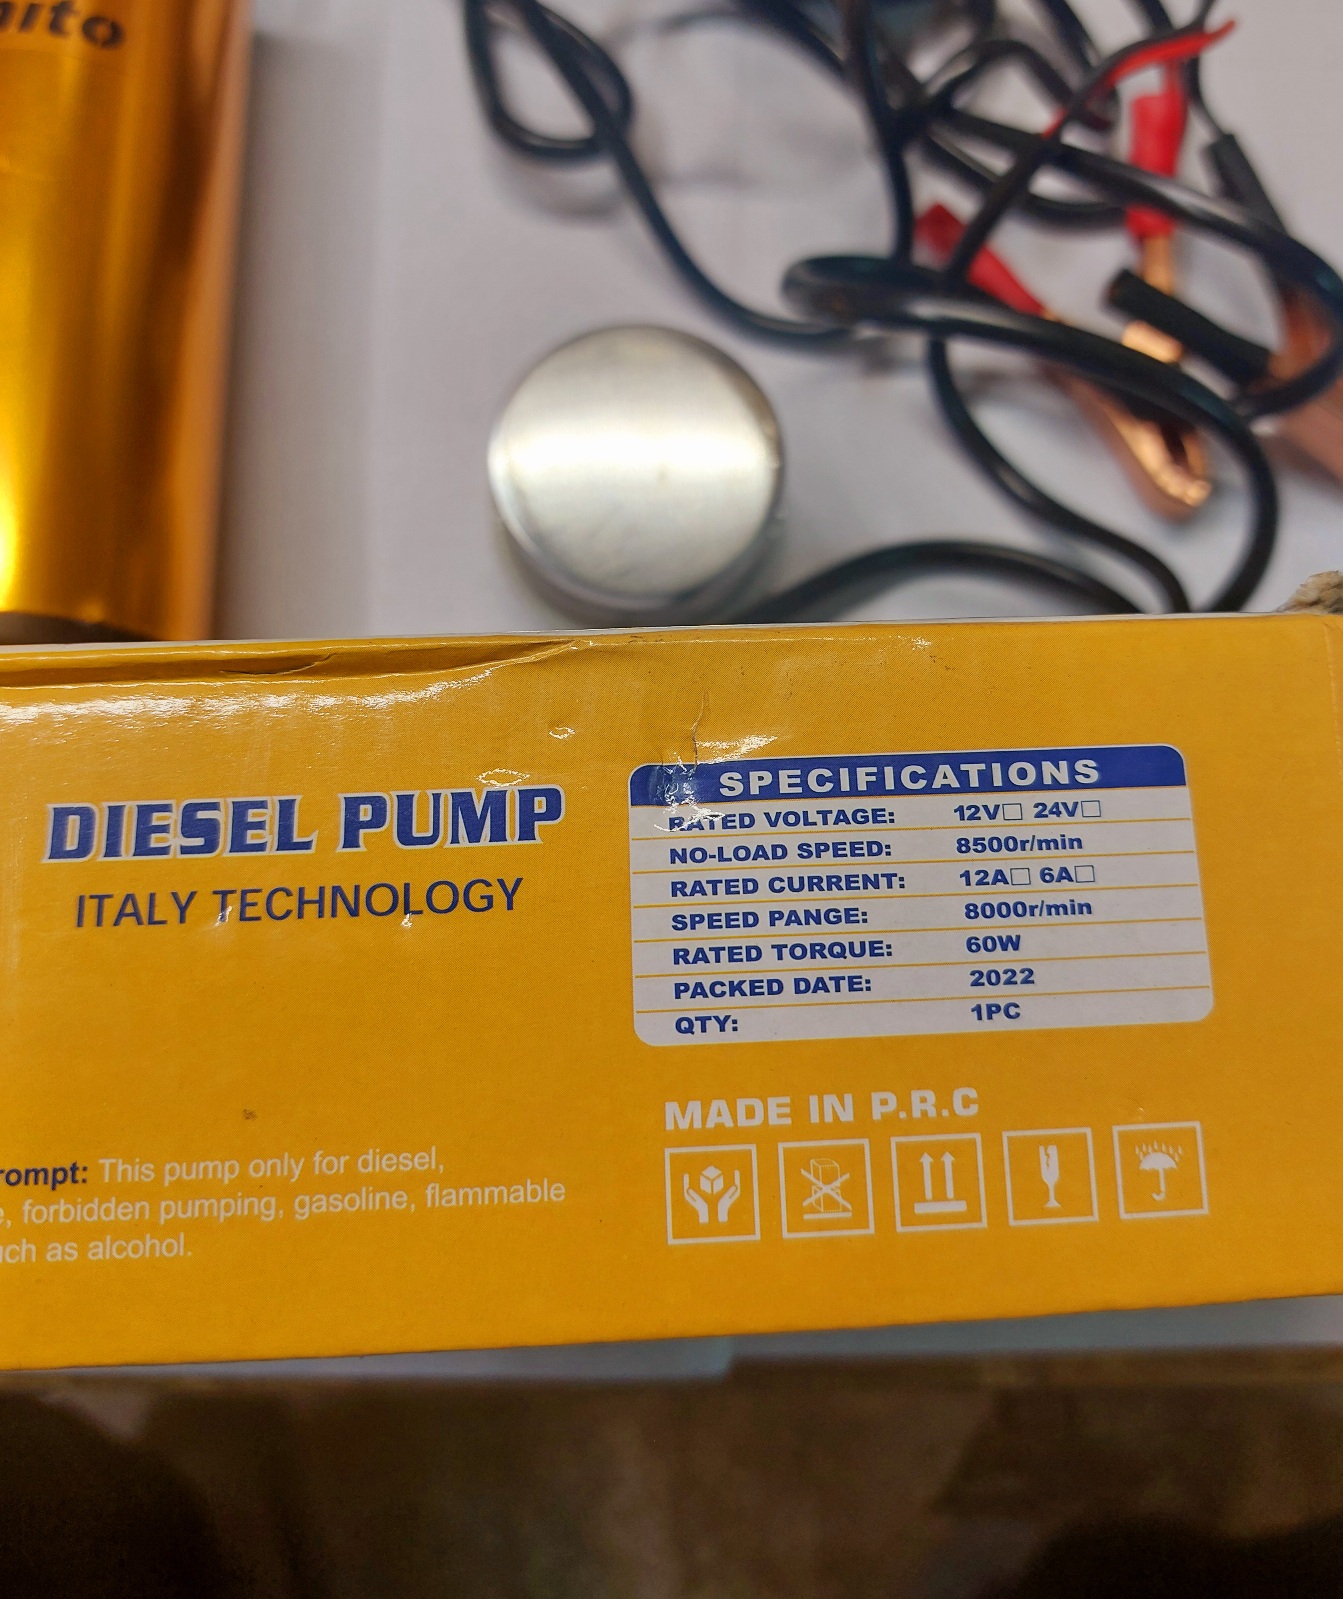 DIESEL PUMP
ITALY TECHNOLOGY
SPECIFICATIONS
RATED VOLTAGE: 12V□ 24V□
NO-LOAD SPEED: 8500r/min
RATED CURRENT: 12A□ 6A□
SPEED PANGE: 8000r/min
RATED TORQUE: 60W
PACKED DATE: 2022
QTY: 1PC
MADE IN P.R.C
This pump only for diesel,
forbidden pumping, gasoline, flammable
as alcohol.